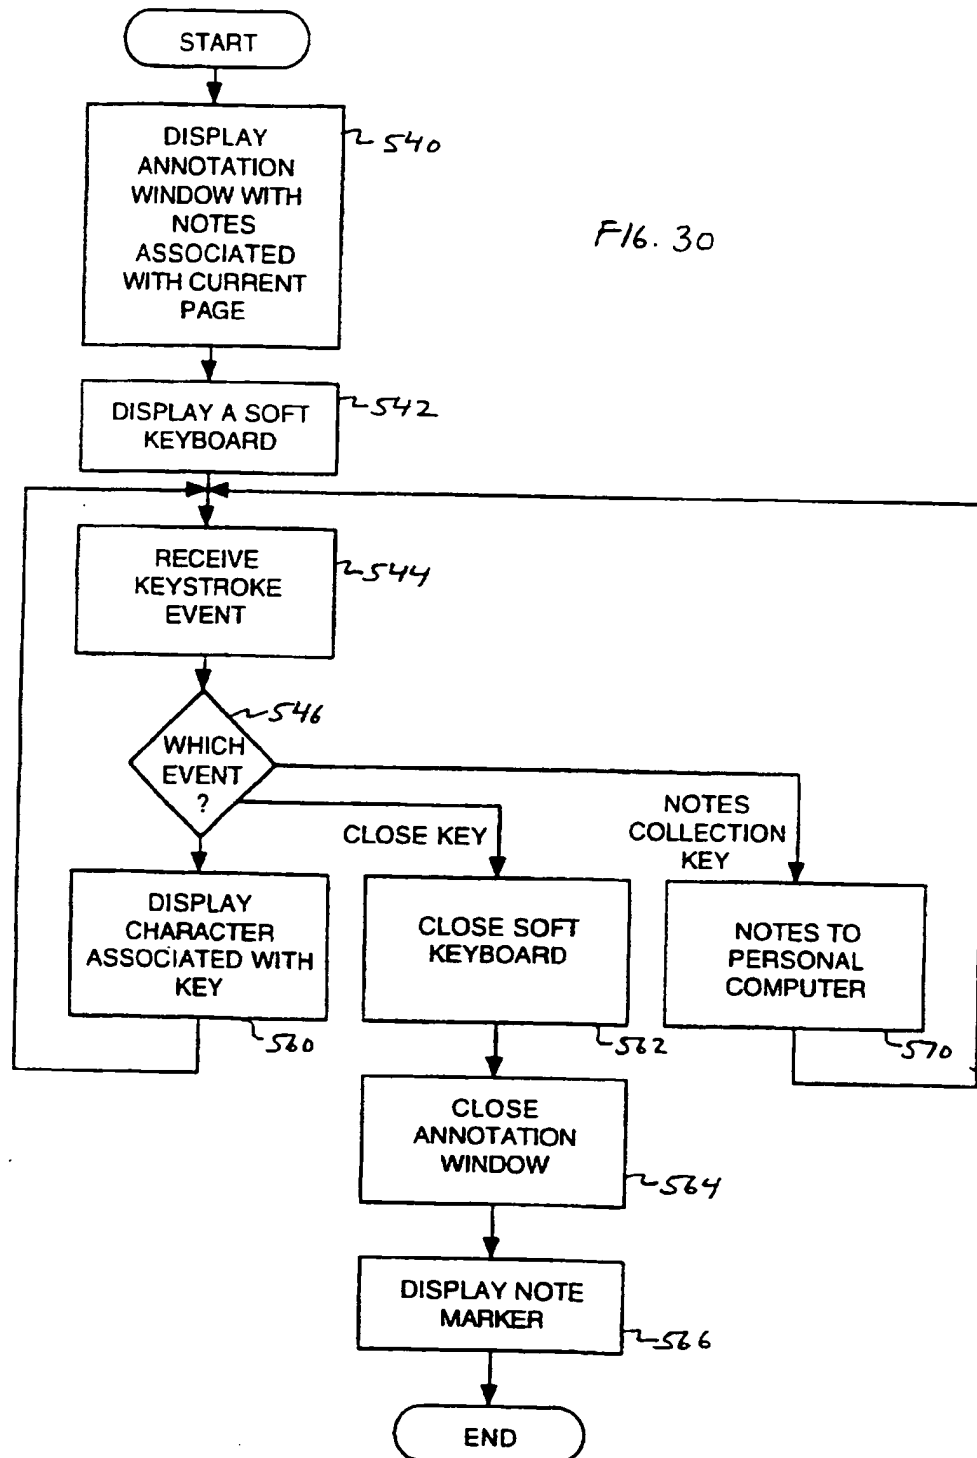 START
DISPLAY
ANNOTATION
WINDOW WITH
NOTES
ASSOCIATED
WITH CURRENT
PAGE
540
FIG. 30
DISPLAY A SOFT
KEYBOARD
542
RECEIVE
KEYSTROKE
EVENT
544
WHICH
EVENT
?
546
CLOSE KEY
NOTES
COLLECTION
KEY
DISPLAY
CHARACTER
ASSOCIATED WITH
KEY
560
CLOSE SOFT
KEYBOARD
562
NOTES TO
PERSONAL
COMPUTER
570
CLOSE
ANNOTATION
WINDOW
564
DISPLAY NOTE
MARKER
566
END